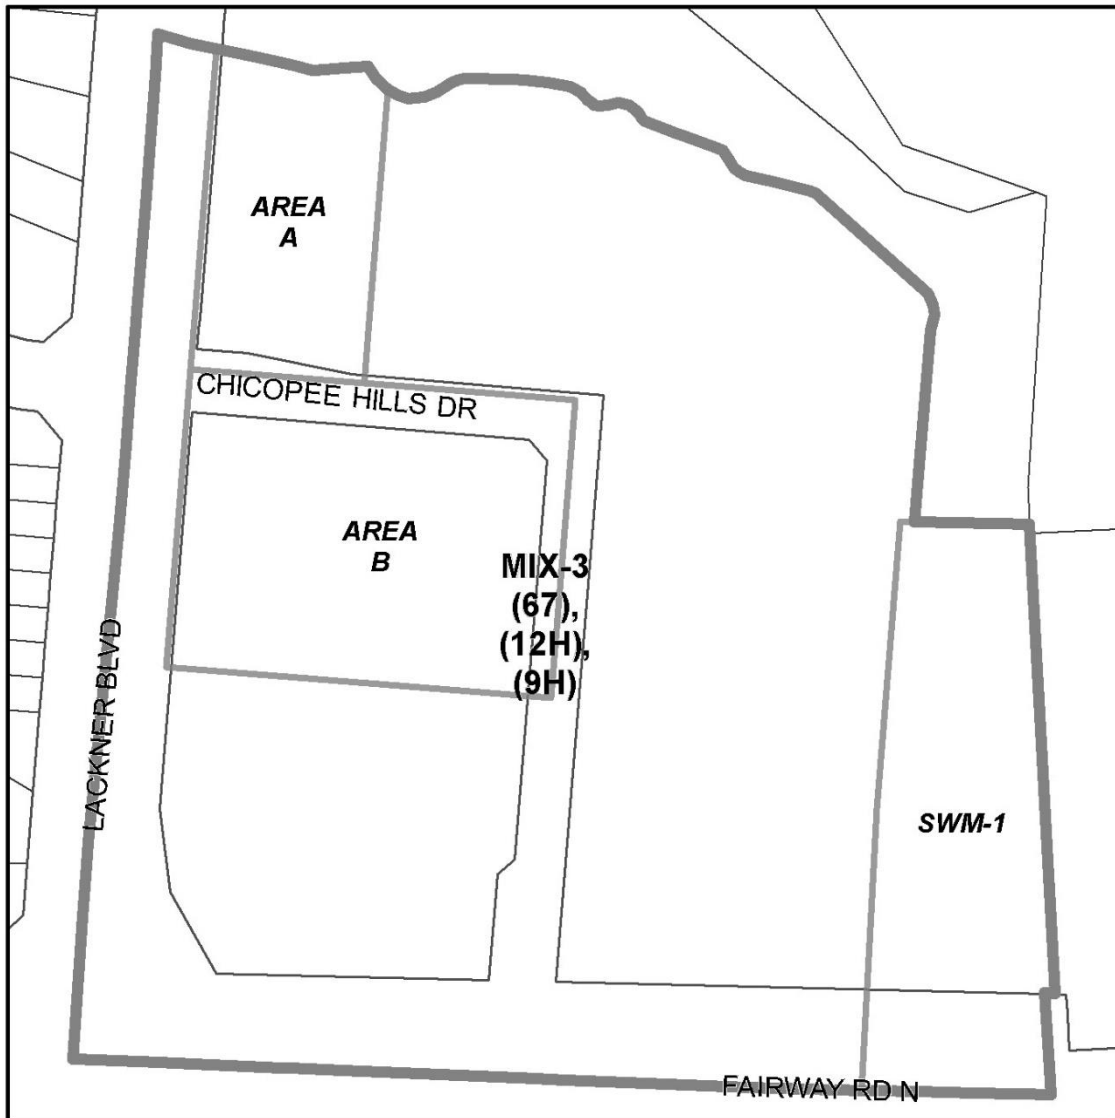 AREA
A
CHICOPEE HILLS DR
AREA
B
MIX-3
(67),
(12H),
(9H)
LACKNER BLVD
SWM-1
FAIRWAY RD N